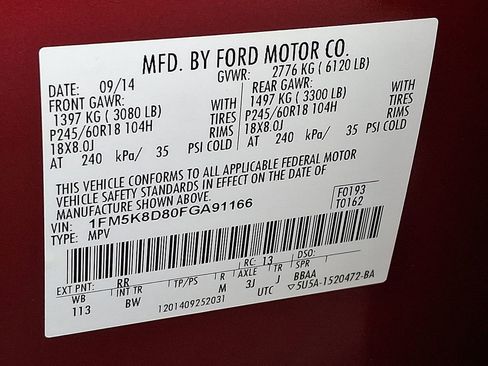 MFD. BY FORD MOTOR CO.
DATE: 09/14 GVWR: 2776 KG ( 6120 LB)
FRONT GAWR: REAR GAWR:
1397 KG ( 3080 LB) WITH 1497 KG ( 3300 LB) WITH
P245/60R18 104H TIRES P245/60R18 104H TIRES
18X8.0J RIMS 18X8.0J RIMS
AT 240 kPa/ 35 PSI COLD AT 240 kPa/ 35 PSI COLD
THIS VEHICLE CONFORMS TO ALL APPLICABLE FEDERAL MOTOR
VEHICLE SAFETY STANDARDS IN EFFECT ON THE DATE OF
MANUFACTURE SHOWN ABOVE.
VIN: 1FM5K8D80FGA91166 F0193
TYPE: MPV T0162
EXT PNT: RR RC: 13 DSO:
WB INT TR TP/PS R AXLE TR SPR
113 BW M 3J J BBAA
1201409252031 UTC ▽5U5A-1520472-BA